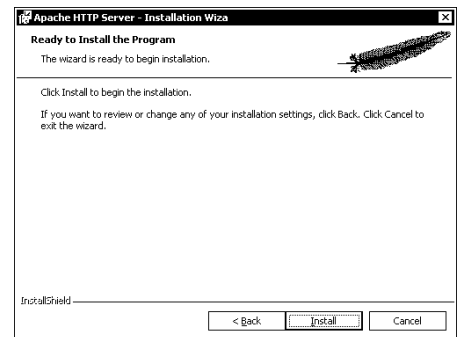 Apache HTTP Server - Installation Wiza
Ready to Install the Program
The wizard is ready to begin installation.
Click Install to begin the installation.
If you want to review or change any of your installation settings, click Back. Click Cancel to
exit the wizard.
InstallShield
< Back
Install
Cancel